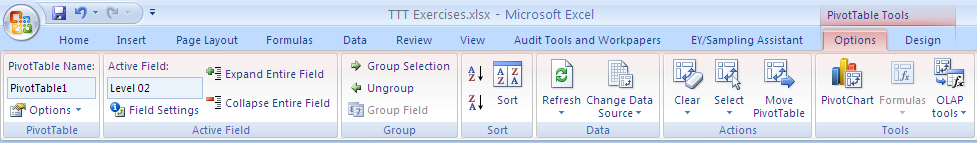 TTT Exercises.xlsx - Microsoft Excel
PivotTable Tools
Home Insert Page Layout Formulas Data Review View Audit Tools and Workpapers EY/Sampling Assistant Options Design
PivotTable Name:
PivotTable1
Options
PivotTable
Active Field:
Level 02
Field Settings
Expand Entire Field
Collapse Entire Field
Active Field
Group Selection
Ungroup
Group Field
Group
A
Z
Z
A
A Z
Z A
Sort
Sort
Refresh
Change Data
Source
Data
Clear
Select
Move
PivotTable
Actions
PivotChart
fx
Formulas
OLAP
tools
Tools